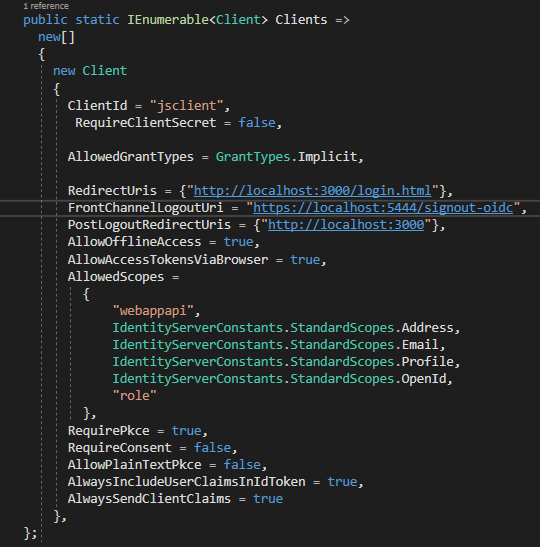 1 reference
public static IEnumerable<Client> Clients =>
new[]
{
new Client
{
ClientId = "jsclient",
RequireClientSecret = false,
AllowedGrantTypes = GrantTypes.Implicit,
RedirectUris = {"http://localhost:3000/login.html"},
FrontChannelLogoutUri = "https://localhost:5444/signout-oidc",
PostLogoutRedirectUris = {"http://localhost:3000"},
AllowOfflineAccess = true,
AllowAccessTokensViaBrowser = true,
AllowedScopes =
{
"webappapi",
IdentityServerConstants.StandardScopes.Address,
IdentityServerConstants.StandardScopes.Email,
IdentityServerConstants.StandardScopes.Profile,
IdentityServerConstants.StandardScopes.OpenId,
"role"
},
RequirePkce = true,
RequireConsent = false,
AllowPlainTextPkce = false,
AlwaysIncludeUserClaimsInIdToken = true,
AlwaysSendClientClaims = true
},
};